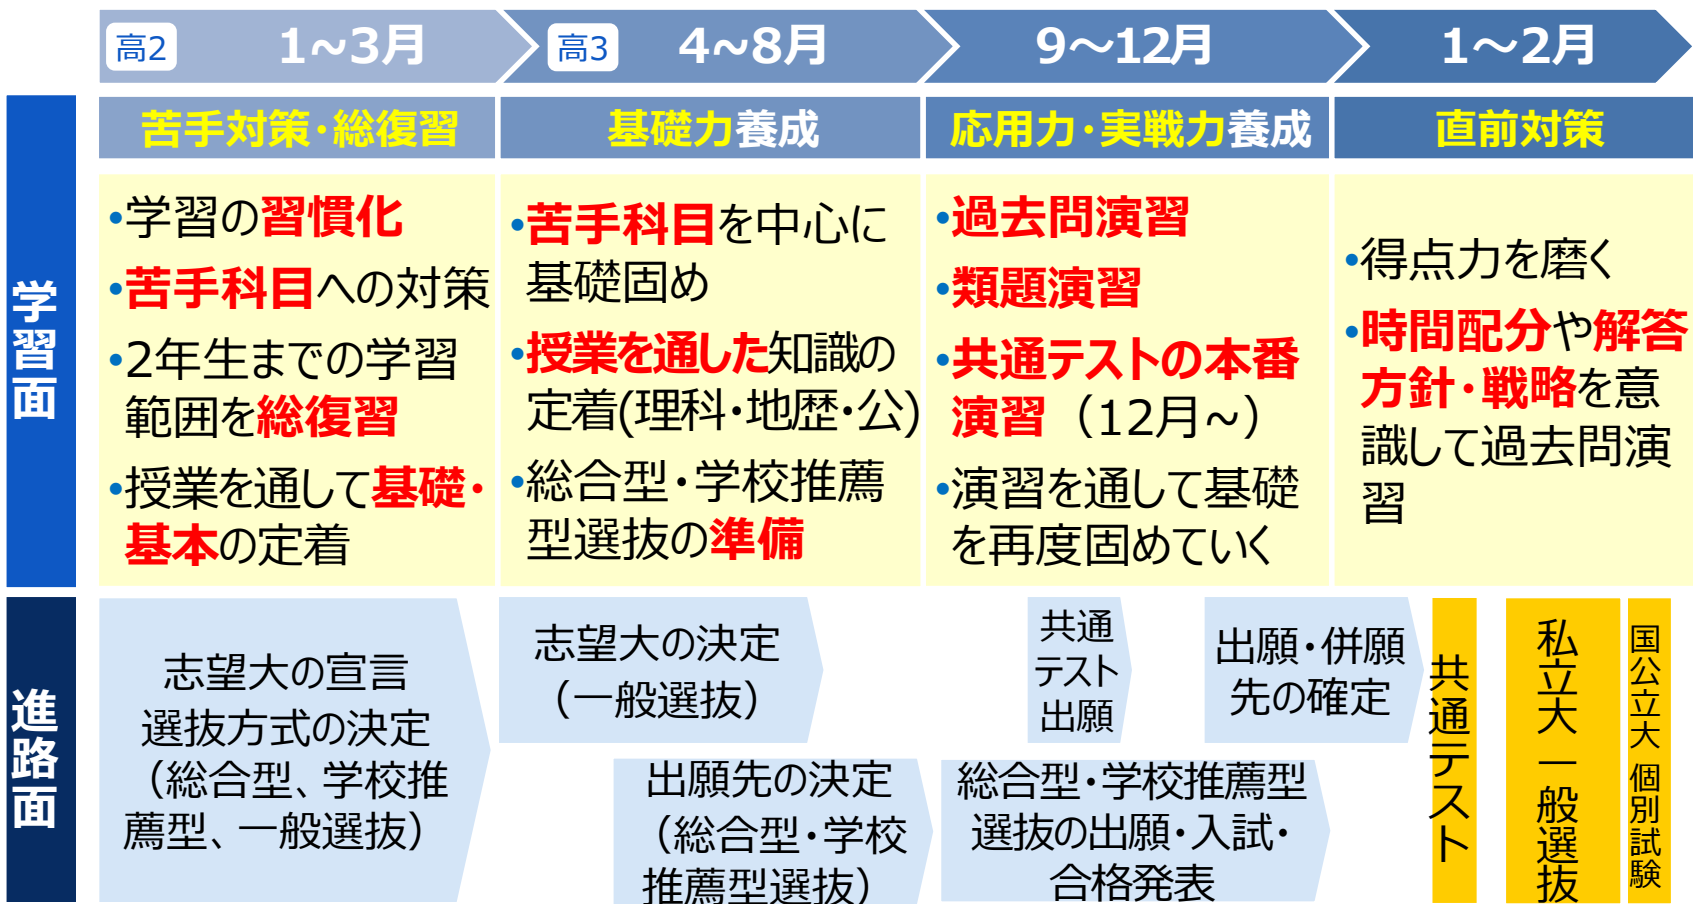 高2 1~3月
高3 4~8月
9～12月
1～2月
学習面
苦手対策・総復習
基礎力養成
応用力・実戦力養成
直前対策
•学習の習慣化
•苦手科目への対策
•2年生までの学習
範囲を総復習
•授業を通して基礎・
基本の定着
•苦手科目を中心に
基礎固め
•授業を通した知識の
定着(理科・地歴・公)
•総合型・学校推薦
型選抜の準備
•過去問演習
•類題演習
•共通テストの本番
演習（12月~）
•演習を通して基礎
を再度固めていく
•得点力を磨く
•時間配分や解答
方針・戦略を意
識して過去問演
習
進路面
志望大の宣言
選抜方式の決定
（総合型、学校推
薦型、一般選抜）
志望大の決定
（一般選抜）
出願先の決定
（総合型・学校
推薦型選抜）
共通
テスト
出願
出願・併願
先の確定
総合型・学校推薦型
選抜の出願・入試・
合格発表
共通テスト
私立大 一般選抜
国公立大 個別試験